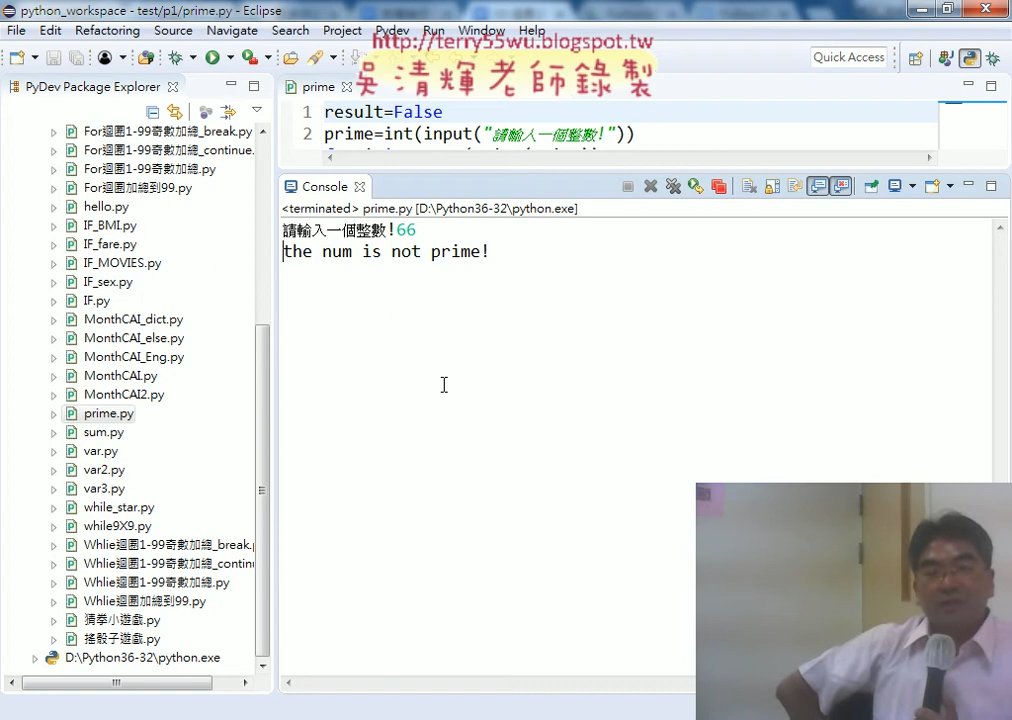 python_workspace - test/p1/prime.py - Eclipse
File Edit Refactoring Source Navigate Search Project Pydev Run Window Help
http://terry55wu.blogspot.tw
吳清輝老師錄製
Quick Access
PyDev Package Explorer
prime
1 result=False
2 prime=int(input("請輸入一個整數!"))
Console
<terminated> prime.py [D:\Python36-32\python.exe]
請輸入一個整數!66
the num is not prime!
For迴圈1-99奇數加總_break.py
For迴圈1-99奇數加總_continue.
For迴圈1-99奇數加總.py
For迴圈加總到99.py
hello.py
IF_BMI.py
IF_fare.py
IF_MOVIES.py
IF_sex.py
IF.py
MonthCAI_dict.py
MonthCAI_else.py
MonthCAI_Eng.py
MonthCAI.py
MonthCAI2.py
prime.py
sum.py
var.py
var2.py
var3.py
while_star.py
while9X9.py
Whlie迴圈1-99奇數加總_break.p
Whlie迴圈1-99奇數加總_contin
Whlie迴圈1-99奇數加總.py
Whlie迴圈加總到99.py
猜拳小遊戲.py
搖骰子遊戲.py
D:\Python36-32\python.exe